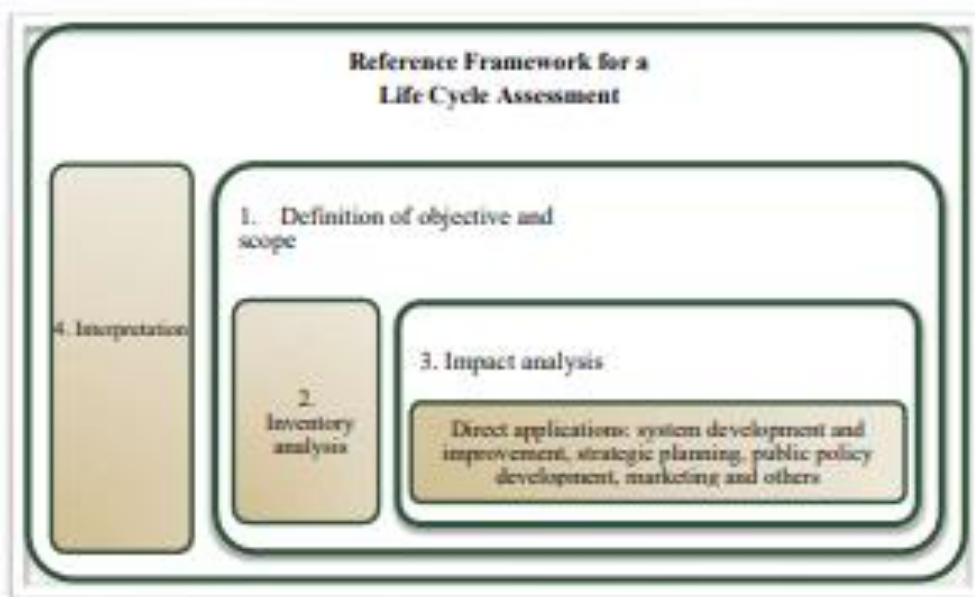 Reference Framework for a
Life Cycle Assessment
1. Definition of objective and
scope
4. Interpretation
2.
Inventory
analysis
3. Impact analysis
Direct applications: system development and
improvement, strategic planning, public policy
development, marketing and others